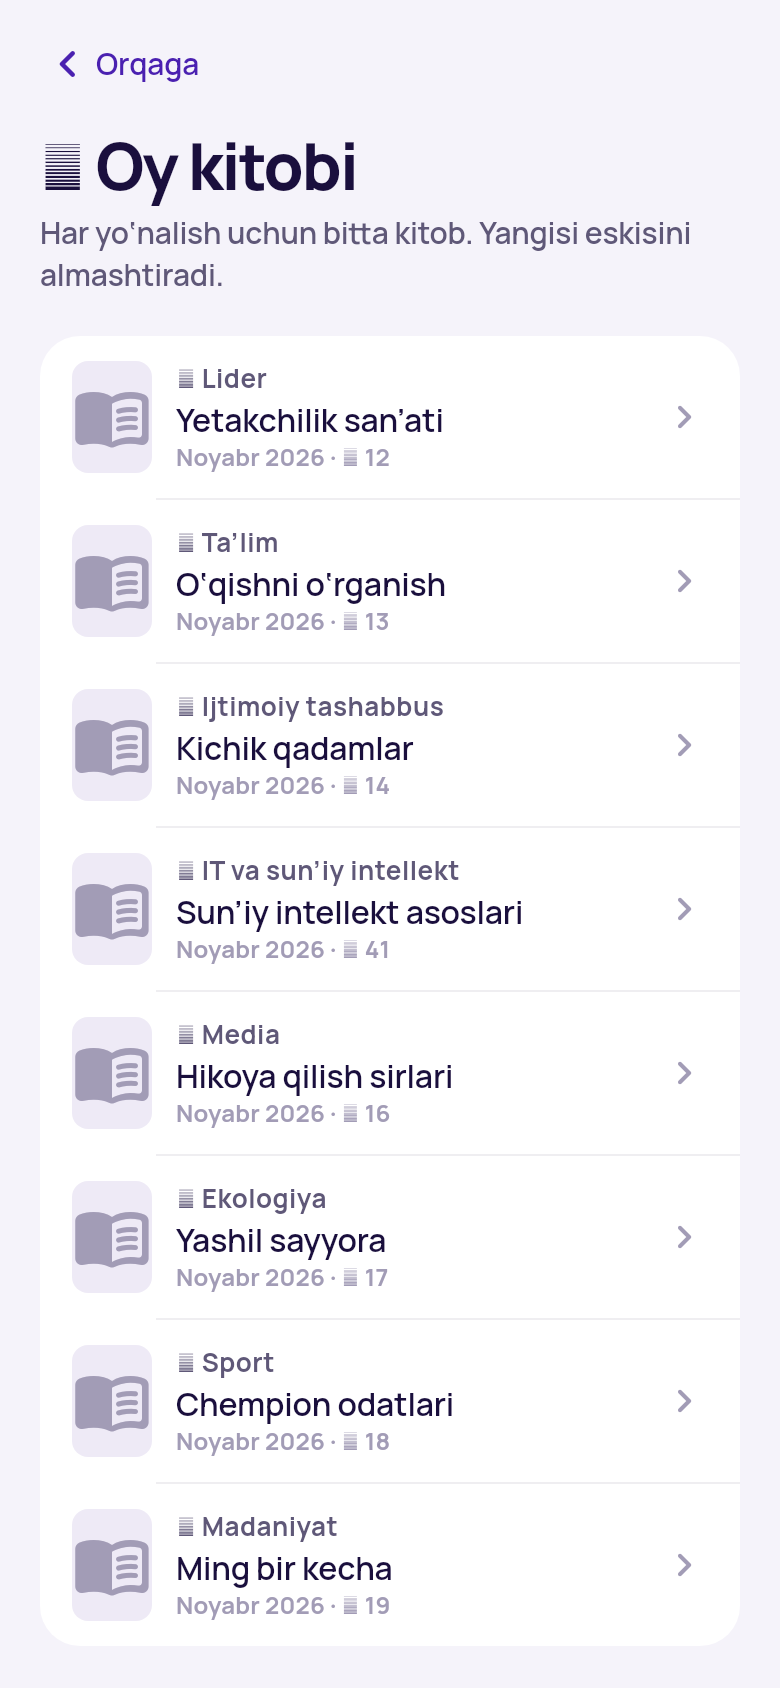 Orqaga
Oy kitobi
Har yo‘nalish uchun bitta kitob. Yangisi eskisini
almashtiradi.
Lider
Yetakchilik san’ati
Noyabr 2026 · 12
Ta’lim
O‘qishni o‘rganish
Noyabr 2026 · 13
Ijtimoiy tashabbus
Kichik qadamlar
Noyabr 2026 · 14
IT va sun’iy intellekt
Sun’iy intellekt asoslari
Noyabr 2026 · 41
Media
Hikoya qilish sirlari
Noyabr 2026 · 16
Ekologiya
Yashil sayyora
Noyabr 2026 · 17
Sport
Chempion odatlari
Noyabr 2026 · 18
Madaniyat
Ming bir kecha
Noyabr 2026 · 19